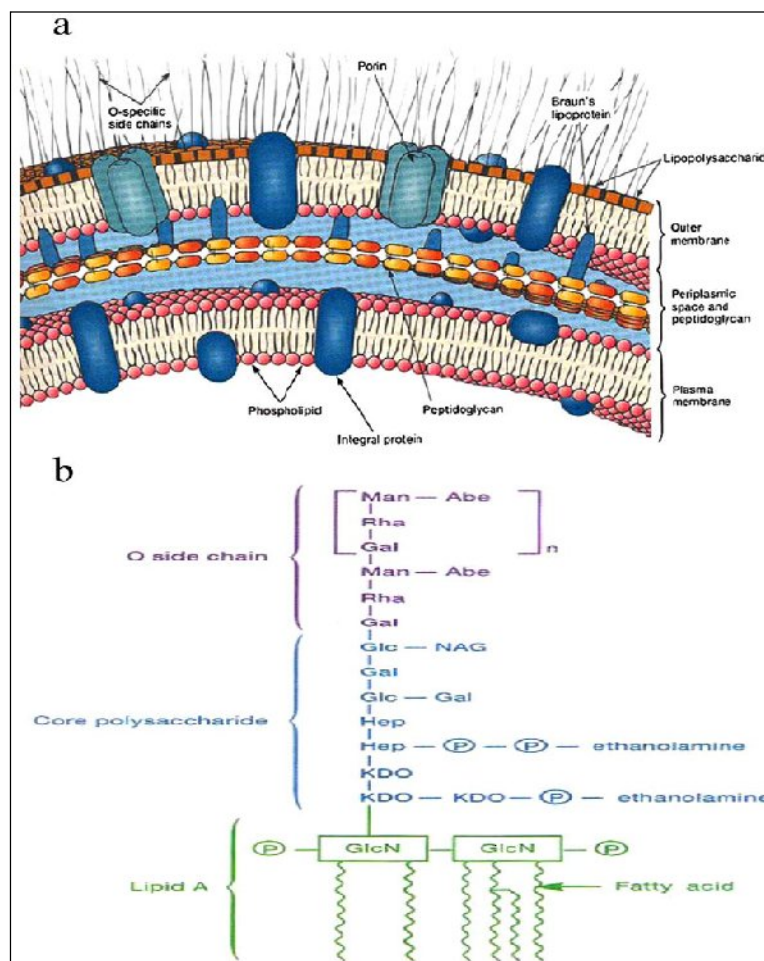 a
Porin
O-specific
side chains
Braun's
lipoprotein
Lipopolysaccharid
Outer
membrane
Periplasmic
space and
peptidoglycan
Plasma
membrane
Phospholipid
Peptidoglycan
Integral protein
b
Man — Abe
Rha
Gal
n
O side chain
Man — Abe
Rha
Gal
Glc — NAG
Gal
Glc — Gal
Core polysaccharide
Hep
Hep — P — P — ethanolamine
KDO
KDO — KDO — P — ethanolamine
P — GlcN — GlcN — P
Lipid A
Fatty acid